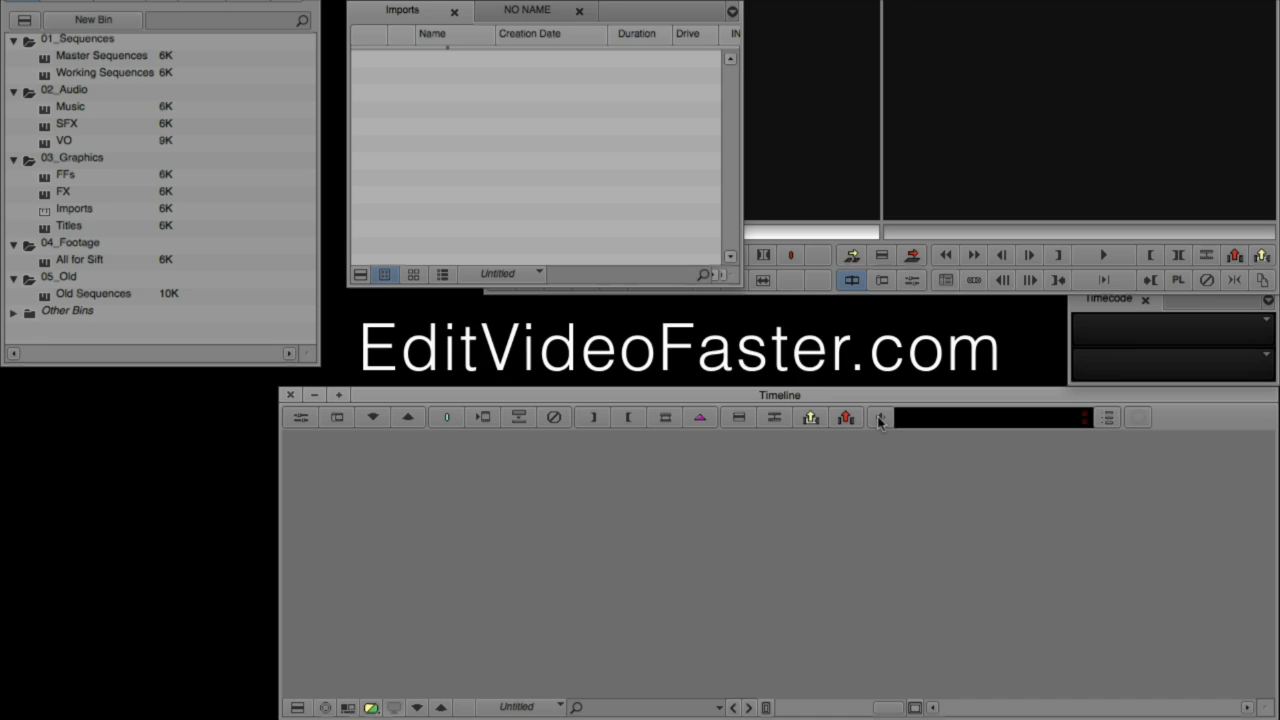 New Bin
01_Sequences
Master Sequences 6K
Working Sequences 6K
02_Audio
Music 6K
SFX 6K
VO 9K
03_Graphics
FFs 6K
FX 6K
Imports 6K
Titles 6K
04_Footage
All for Sift 6K
05_Old
Old Sequences 10K
Other Bins
Imports NO NAME
Name Creation Date Duration Drive IN
Untitled
PL
Timecode
EditVideoFaster.com
Timeline
Untitled